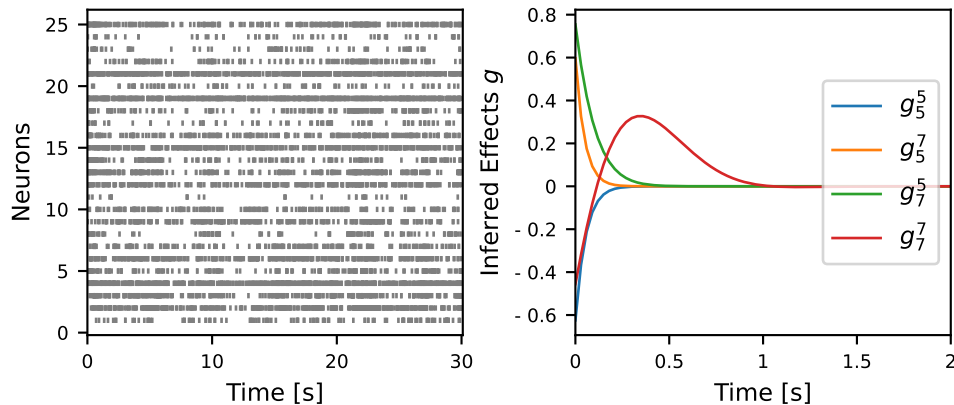 Neurons
25
20
15
10
5
0
0 10 20 30
Time [s]
Inferred Effects g
0.8
0.6
0.4
0.2
0
- 0.2
- 0.4
- 0.6
0 0.5 1 1.5 2
Time [s]
g₅⁵
g₅⁷
g₇⁵
g₇⁷